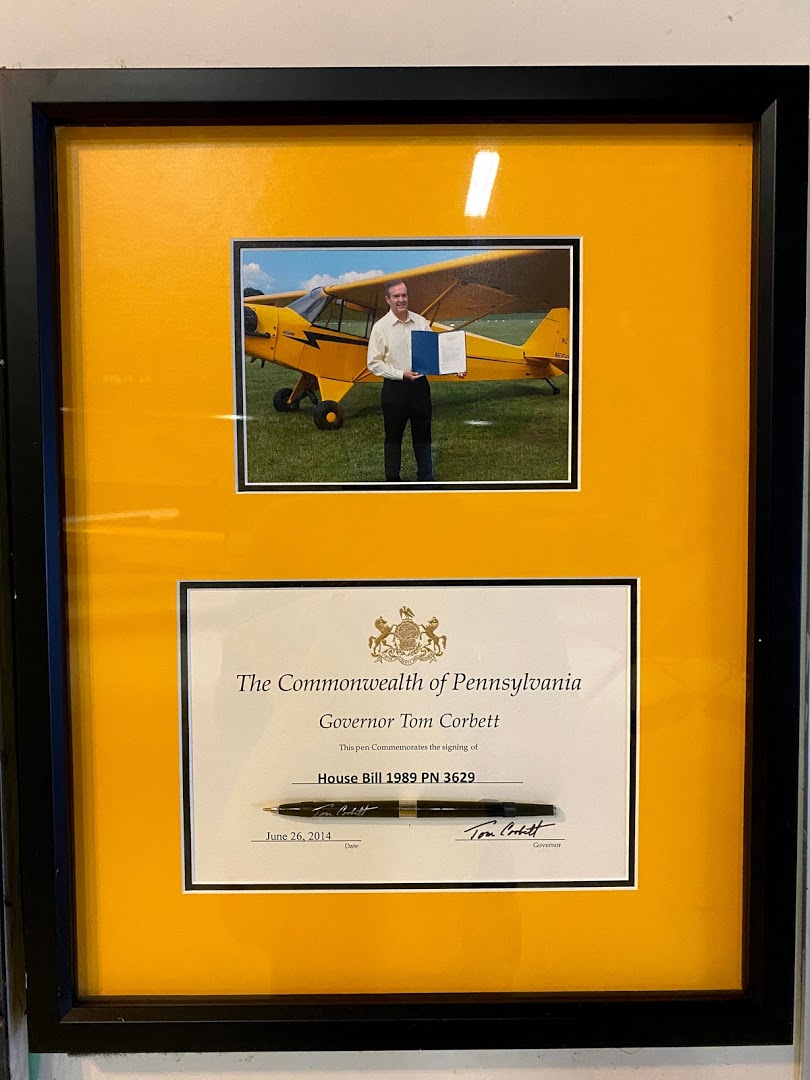 The Commonwealth of Pennsylvania
Governor Tom Corbett
This pen Commemorates the signing of
House Bill 1989 PN 3629
Tom Corbett
June 26, 2014
Tom Corbett
Date
Governor